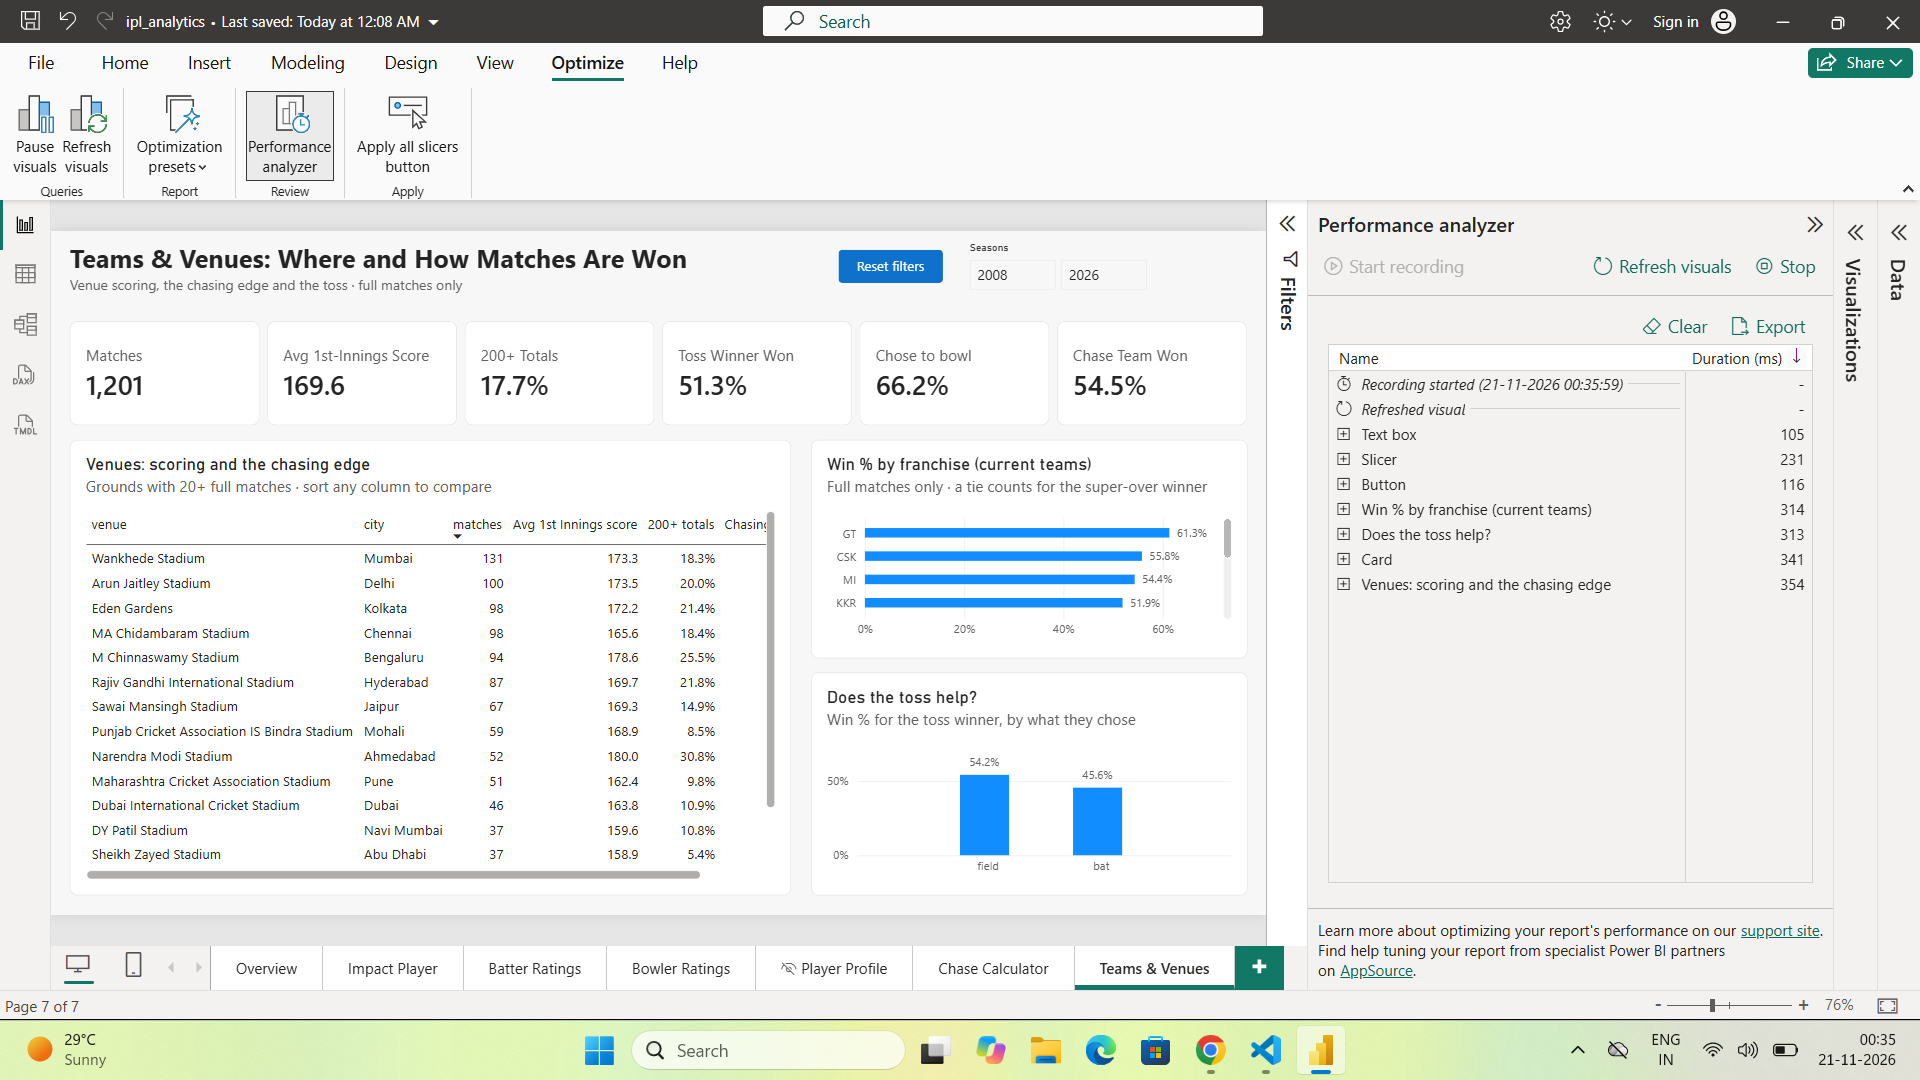 ipl_analytics • Last saved: Today at 12:08 AM
Search
Sign in
File Home Insert Modeling Design View Optimize Help
Share
Pause visuals
Refresh visuals
Optimization presets
Performance analyzer
Apply all slicers button
Queries
Report
Review
Apply
Teams & Venues: Where and How Matches Are Won
Venue scoring, the chasing edge and the toss · full matches only
Reset filters
Seasons
2008 2026
Matches
1,201
Avg 1st-Innings Score
169.6
200+ Totals
17.7%
Toss Winner Won
51.3%
Chose to bowl
66.2%
Chase Team Won
54.5%
Venues: scoring and the chasing edge
Grounds with 20+ full matches · sort any column to compare
venue city matches Avg 1st Innings score 200+ totals Chasing
Wankhede Stadium Mumbai 131 173.3 18.3%
Arun Jaitley Stadium Delhi 100 173.5 20.0%
Eden Gardens Kolkata 98 172.2 21.4%
MA Chidambaram Stadium Chennai 98 165.6 18.4%
M Chinnaswamy Stadium Bengaluru 94 178.6 25.5%
Rajiv Gandhi International Stadium Hyderabad 87 169.7 21.8%
Sawai Mansingh Stadium Jaipur 67 169.3 14.9%
Punjab Cricket Association IS Bindra Stadium Mohali 59 168.9 8.5%
Narendra Modi Stadium Ahmedabad 52 180.0 30.8%
Maharashtra Cricket Association Stadium Pune 51 162.4 9.8%
Dubai International Cricket Stadium Dubai 46 163.8 10.9%
DY Patil Stadium Navi Mumbai 37 159.6 10.8%
Sheikh Zayed Stadium Abu Dhabi 37 158.9 5.4%
Win % by franchise (current teams)
Full matches only · a tie counts for the super-over winner
GT 61.3%
CSK 55.8%
MI 54.4%
KKR 51.9%
0% 20% 40% 60%
Does the toss help?
Win % for the toss winner, by what they chose
54.2%
45.6%
50%
0%
field bat
Filters
Performance analyzer
Start recording
Refresh visuals
Stop
Clear
Export
Name Duration (ms)
Recording started (21-11-2026 00:35:59) -
Refreshed visual -
Text box 105
Slicer 231
Button 116
Win % by franchise (current teams) 314
Does the toss help? 313
Card 341
Venues: scoring and the chasing edge 354
Learn more about optimizing your report's performance on our support site.
Find help tuning your report from specialist Power BI partners
on AppSource.
Visualizations
Data
DAX
TMDL
Overview Impact Player Batter Ratings Bowler Ratings Player Profile Chase Calculator Teams & Venues +
Page 7 of 7
- + 76%
29°C
Sunny
Search
ENG
IN
00:35
21-11-2026